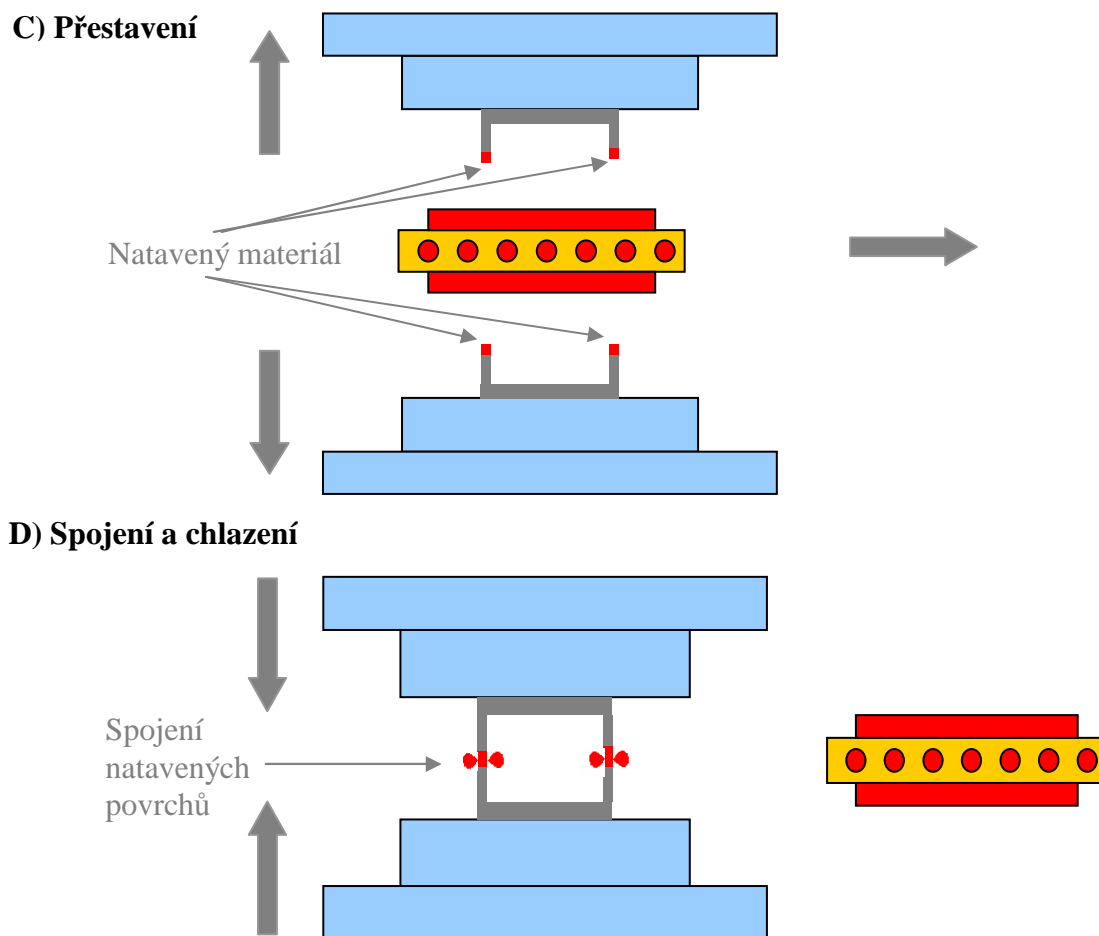 C) Přestavení
Natavený materiál
D) Spojení a chlazení
Spojení
natavených
povrchů